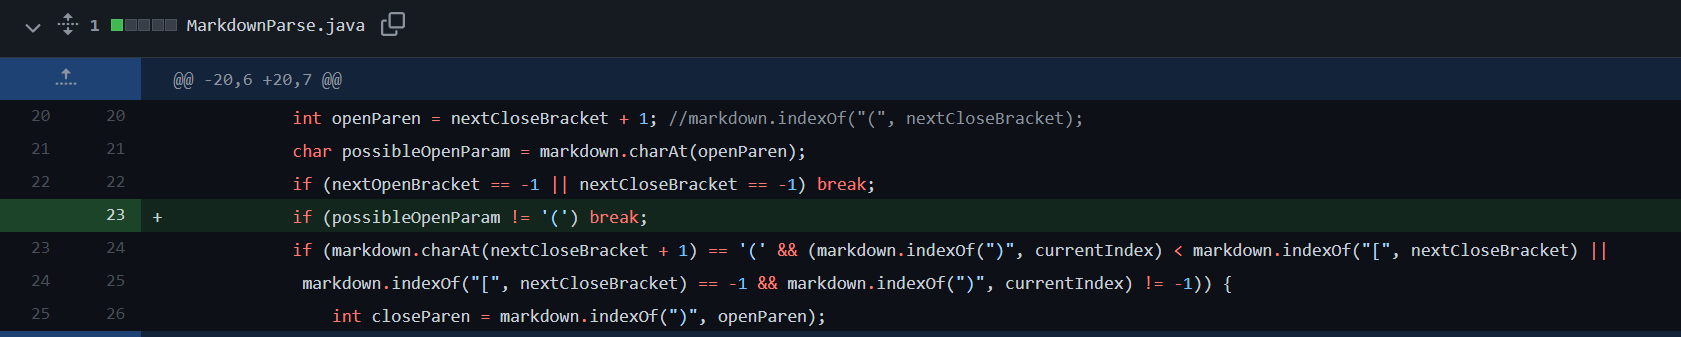 1 MarkdownParse.java
@@ -20,6 +20,7 @@
20 20 int openParen = nextCloseBracket + 1; //markdown.indexOf("(", nextCloseBracket);
21 21 char possibleOpenParam = markdown.charAt(openParen);
22 22 if (nextOpenBracket == -1 || nextCloseBracket == -1) break;
23 + if (possibleOpenParam != '(') break;
23 24 if (markdown.charAt(nextCloseBracket + 1) == '(' && (markdown.indexOf(")", currentIndex) < markdown.indexOf("[", nextCloseBracket) ||
24 25 markdown.indexOf("[", nextCloseBracket) == -1 && markdown.indexOf(")", currentIndex) != -1)) {
25 26 int closeParen = markdown.indexOf(")", openParen);